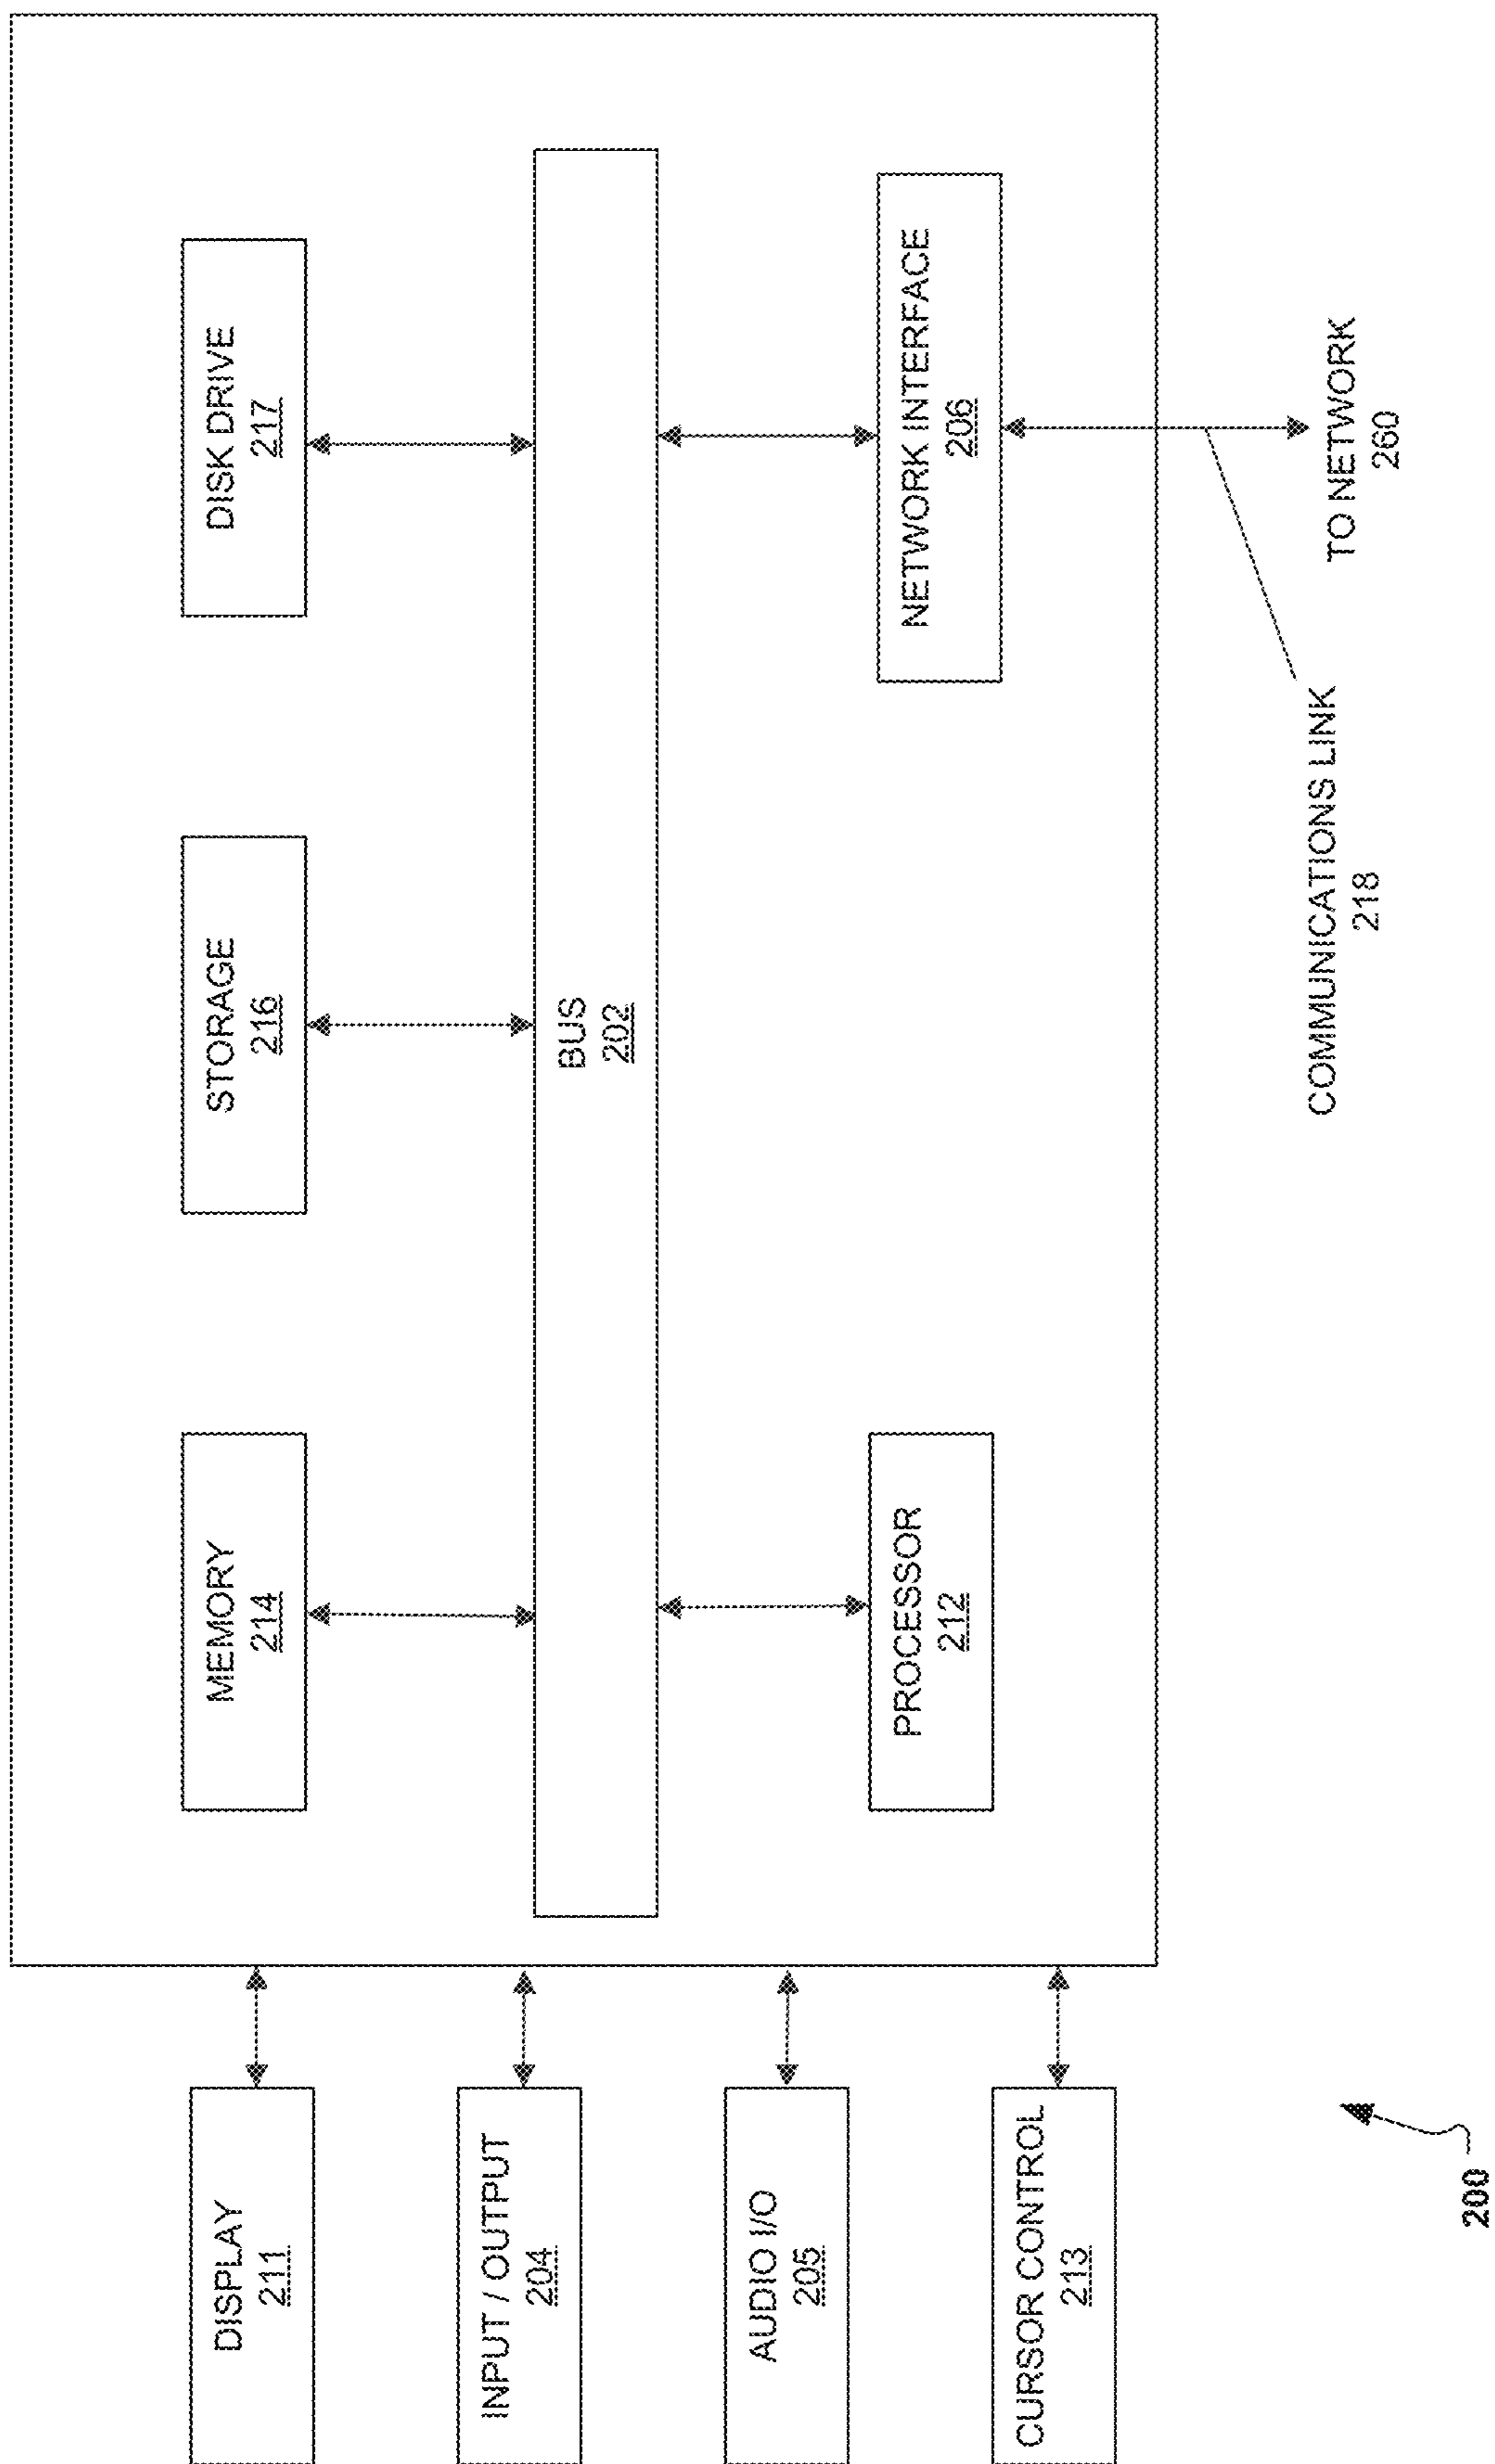 DISPLAY
211
INPUT / OUTPUT
204
AUDIO I/O
205
CURSOR CONTROL
213
MEMORY
214
STORAGE
216
DISK DRIVE
217
BUS
202
PROCESSOR
212
NETWORK INTERFACE
206
COMMUNICATIONS LINK
218
TO NETWORK
260
200